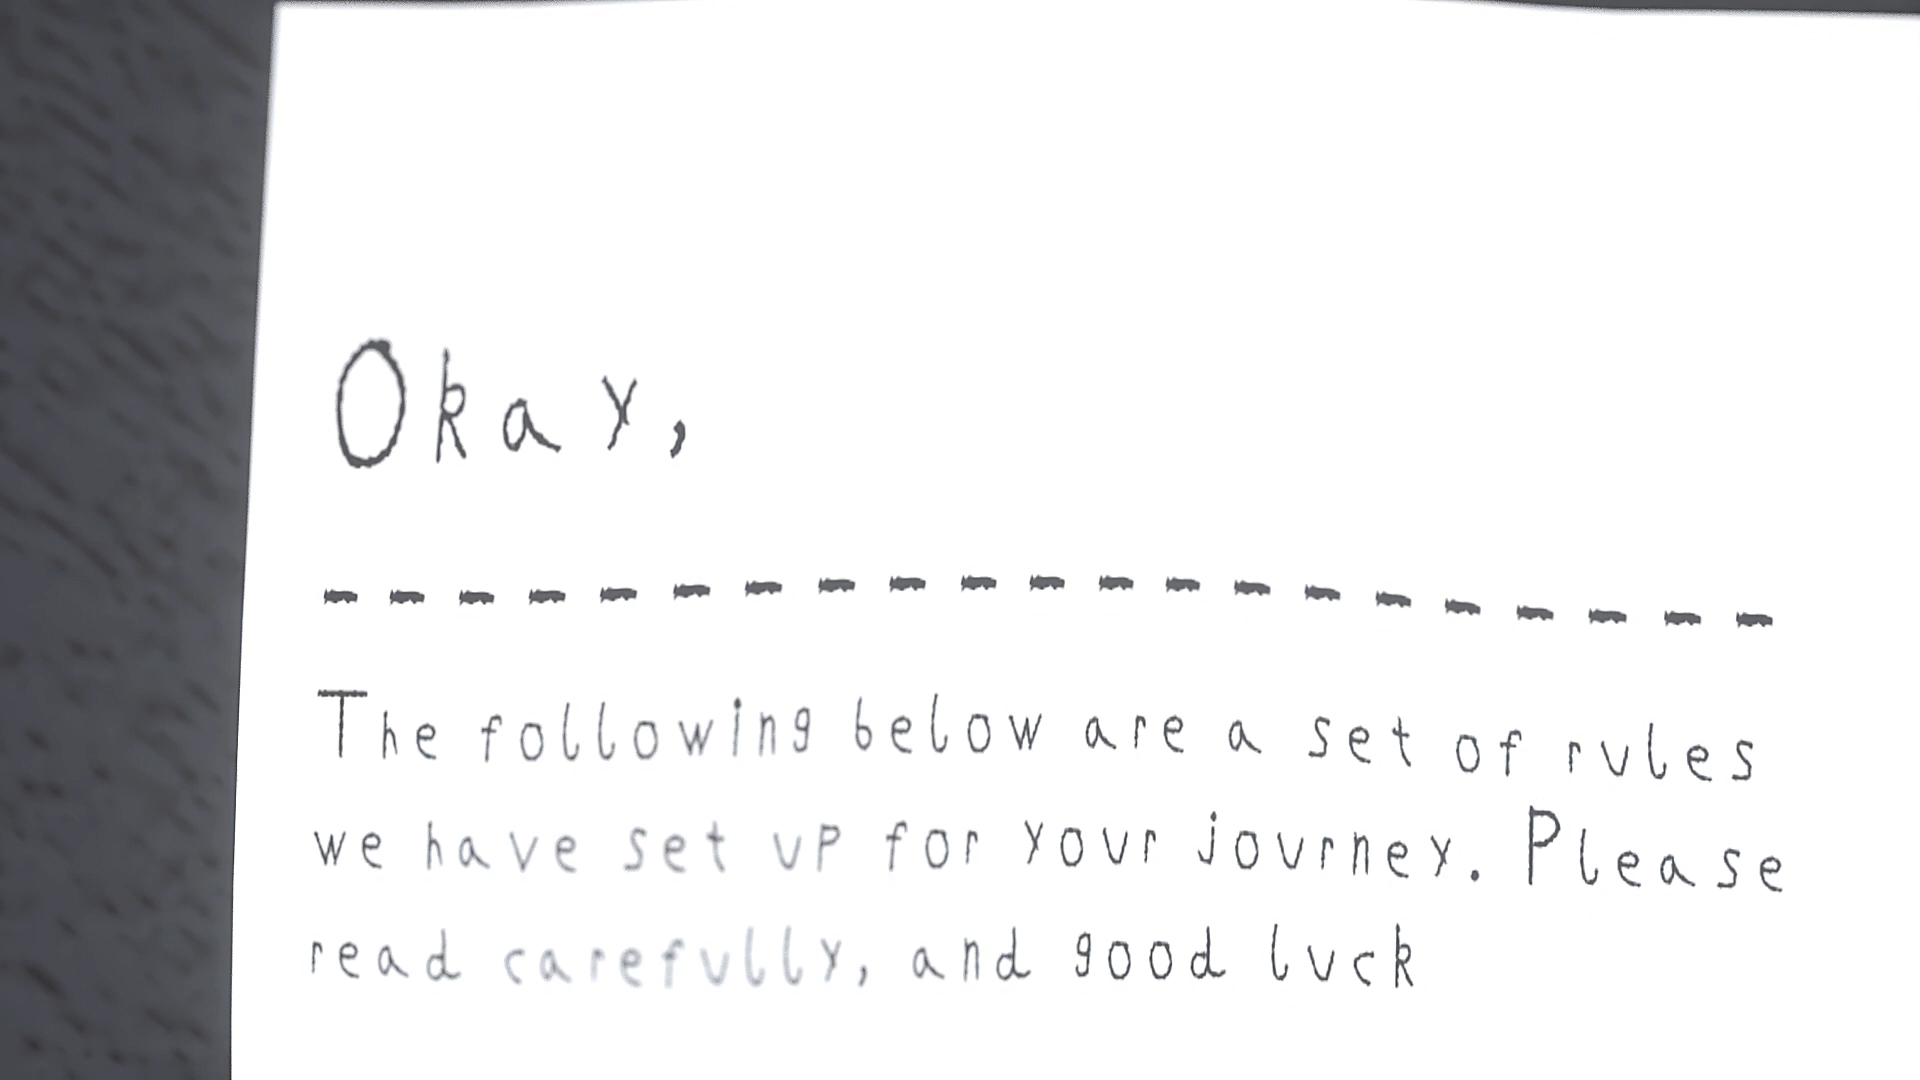 Okay,
---------------------
The following below are a set of rules
we have set up for your journey. Please
read carefully, and good luck